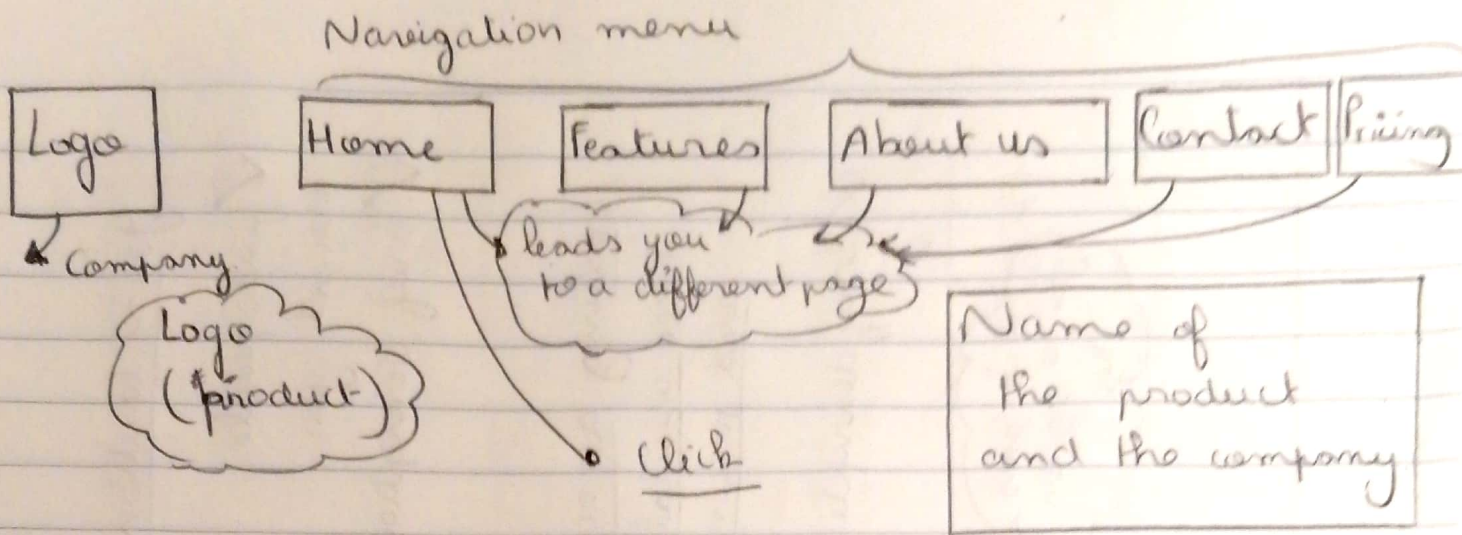 Naveigation menu
Logo Home Features About us Contact Pricing
Company
leads you
to a different page
Logo
(product)
Click
Name of
the product
and the company